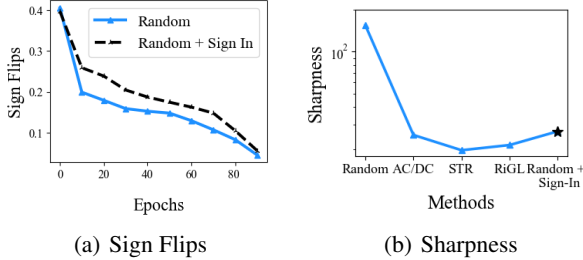 0.4
0.3
0.2
0.1
Sign Flips
Random
Random + Sign In
0 20 40 60 80
Epochs
(a) Sign Flips
10²
Sharpness
Random AC/DC STR RiGL Random +
Sign-In
Methods
(b) Sharpness